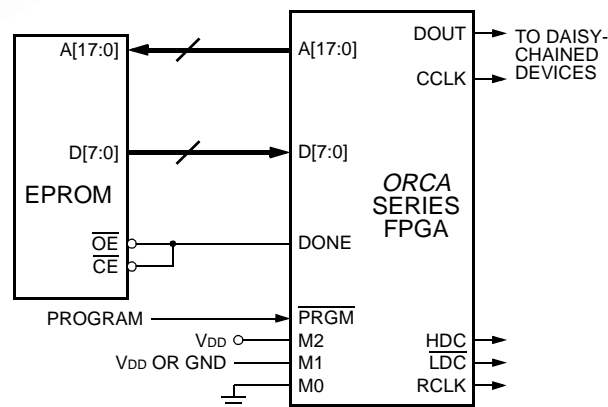 A[17:0]
A[17:0]
DOUT
TO DAISY-
CHAINED
DEVICES
CCLK
D[7:0]
D[7:0]
EPROM
ORCA
SERIES
FPGA
OE
CE
DONE
PROGRAM
PRGM
VDD
M2
HDC
VDD OR GND
M1
LDC
M0
RCLK